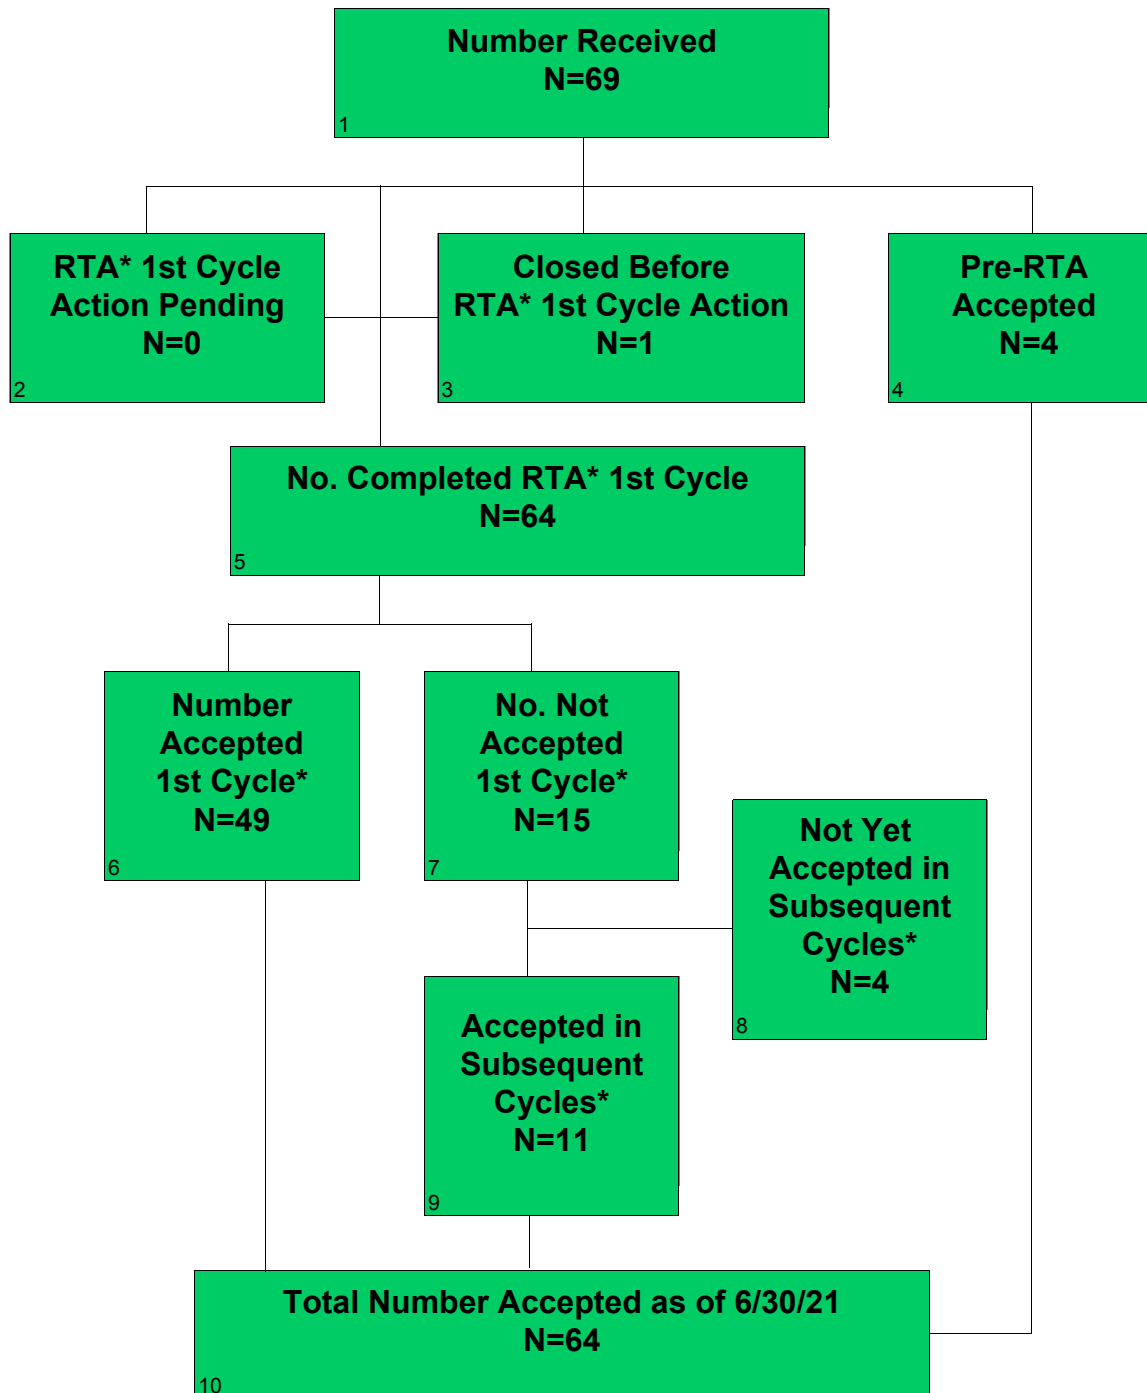 Number Received
N=69
1
RTA* 1st Cycle
Action Pending
N=0
2
Closed Before
RTA* 1st Cycle Action
N=1
3
Pre-RTA
Accepted
N=4
4
No. Completed RTA* 1st Cycle
N=64
5
Number
Accepted
1st Cycle*
N=49
6
No. Not
Accepted
1st Cycle*
N=15
7
Not Yet
Accepted in
Subsequent
Cycles*
N=4
8
Accepted in
Subsequent
Cycles*
N=11
9
Total Number Accepted as of 6/30/21
N=64
10